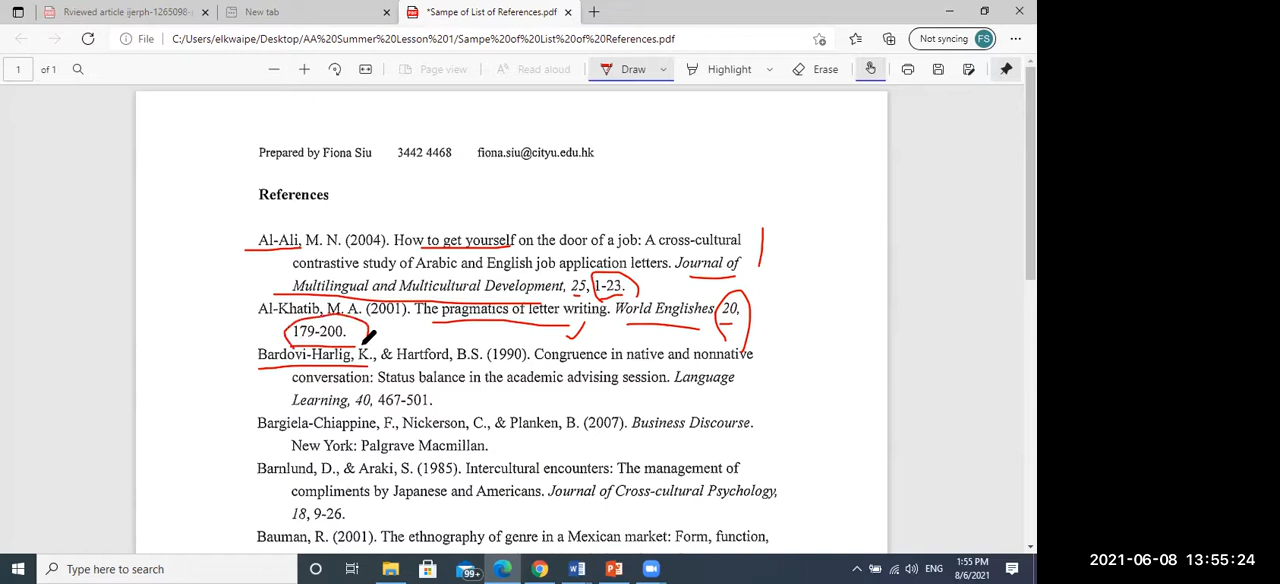 Rviewed article ijerph-1265098-
New tab
*Sampe of List of References.pdf
File
C:/Users/elkwaipe/Desktop/AA%20Summer%20Lesson%201/Sampe%20of%20List%20of%20References.pdf
Not syncing
FS
1
of 1
Page view
Read aloud
Draw
Highlight
Erase
Prepared by Fiona Siu 3442 4468 fiona.siu@cityu.edu.hk
References
Al-Ali, M. N. (2004). How to get yourself on the door of a job: A cross-cultural
contrastive study of Arabic and English job application letters. Journal of
Multilingual and Multicultural Development, 25, 1-23.
Al-Khatib, M. A. (2001). The pragmatics of letter writing. World Englishes 20,
179-200.
Bardovi-Harlig, K., & Hartford, B.S. (1990). Congruence in native and nonnative
conversation: Status balance in the academic advising session. Language
Learning, 40, 467-501.
Bargiela-Chiappine, F., Nickerson, C., & Planken, B. (2007). Business Discourse.
New York: Palgrave Macmillan.
Barnlund, D., & Araki, S. (1985). Intercultural encounters: The management of
compliments by Japanese and Americans. Journal of Cross-cultural Psychology,
18, 9-26.
Bauman, R. (2001). The ethnography of genre in a Mexican market: Form, function,
Type here to search
99+
ENG
1:55 PM
8/6/2021
2021-06-08 13:55:24